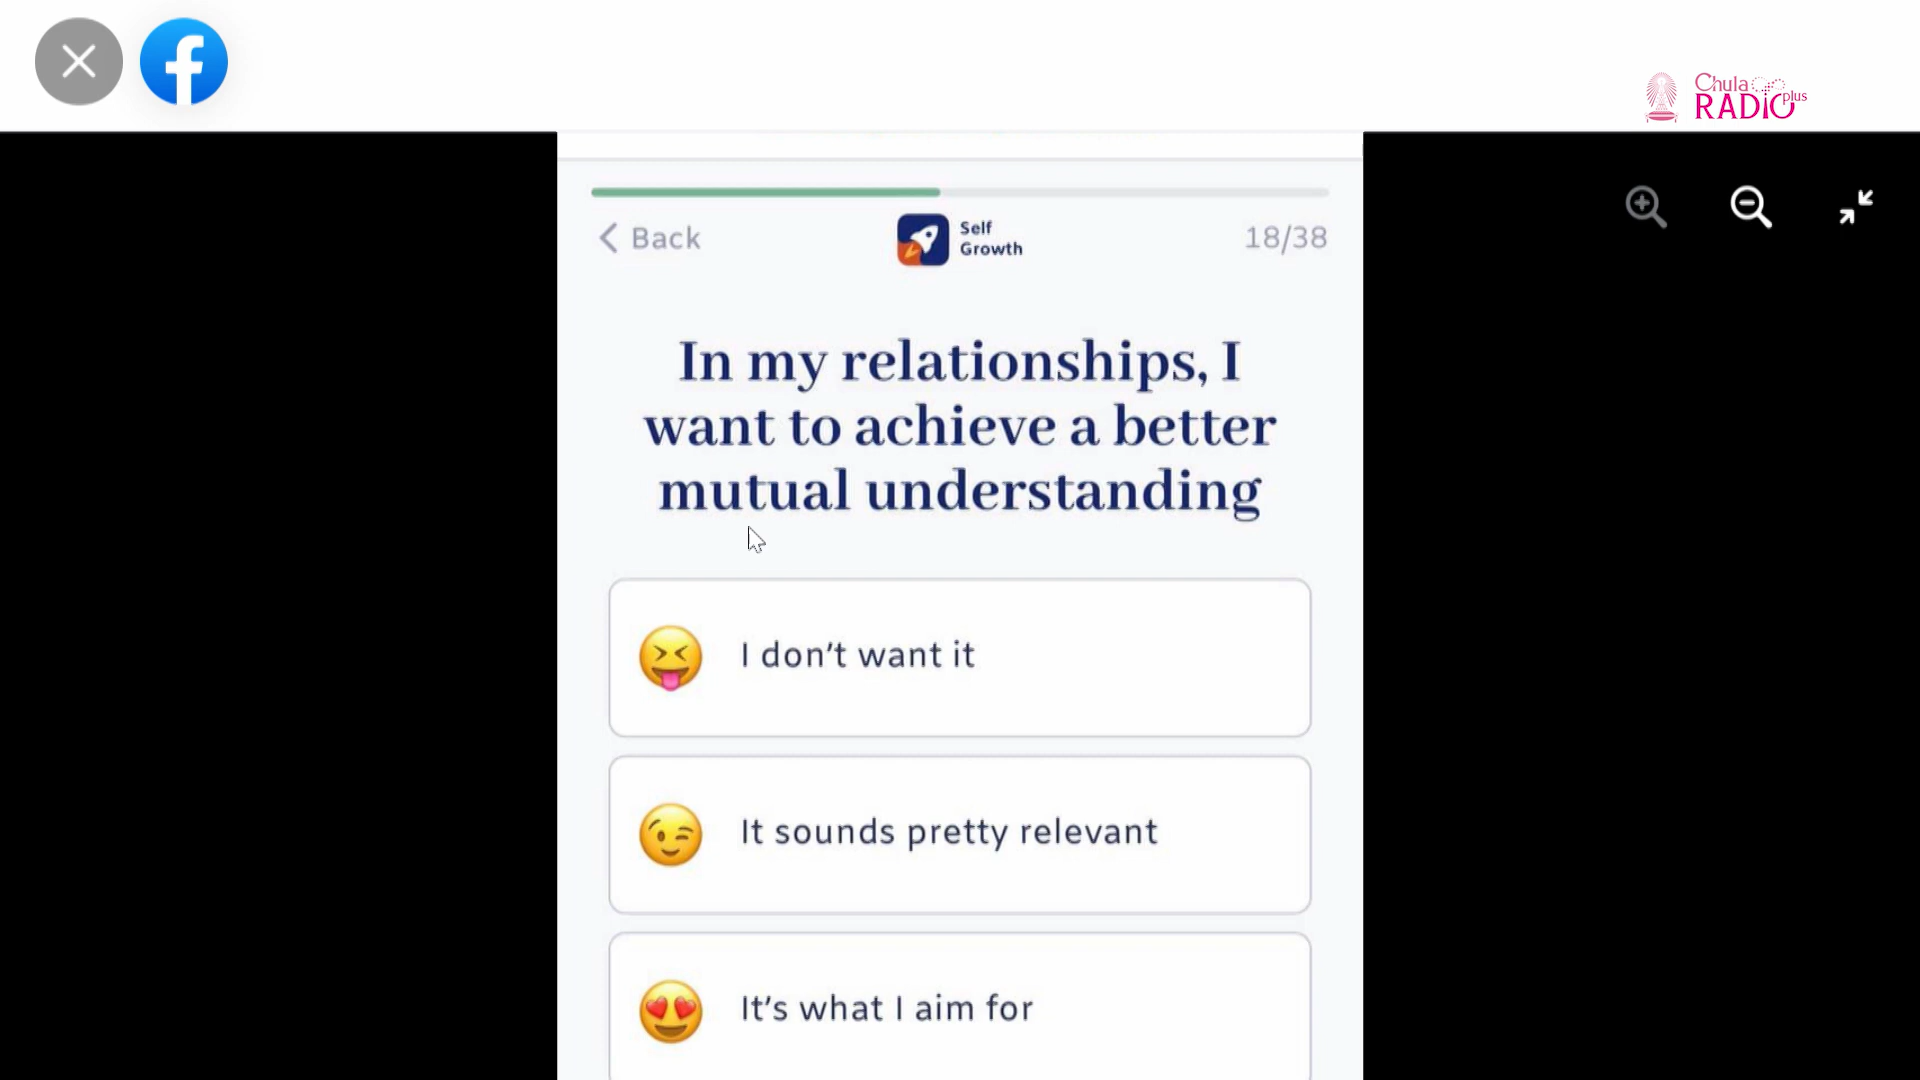 Chula
RADIO plus
Back
Self
Growth
18/38
In my relationships, I
want to achieve a better
mutual understanding
I don’t want it
It sounds pretty relevant
It’s what I aim for